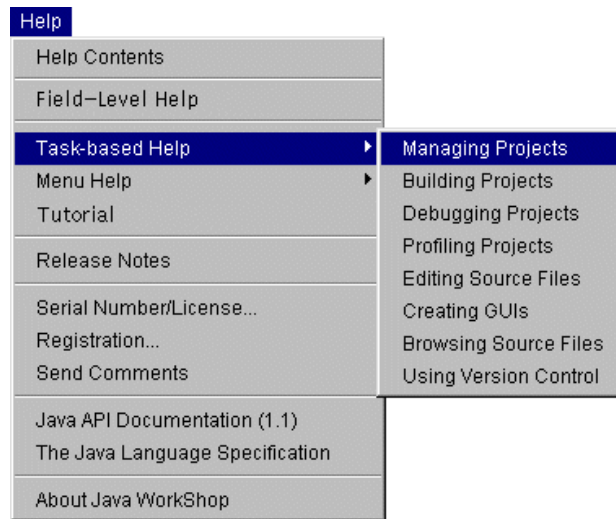 Help
Help Contents
Field-Level Help
Task-based Help
Menu Help
Tutorial
Release Notes
Serial Number/License...
Registration...
Send Comments
Java API Documentation (1.1)
The Java Language Specification
About Java WorkShop
Managing Projects
Building Projects
Debugging Projects
Profiling Projects
Editing Source Files
Creating GUIs
Browsing Source Files
Using Version Control